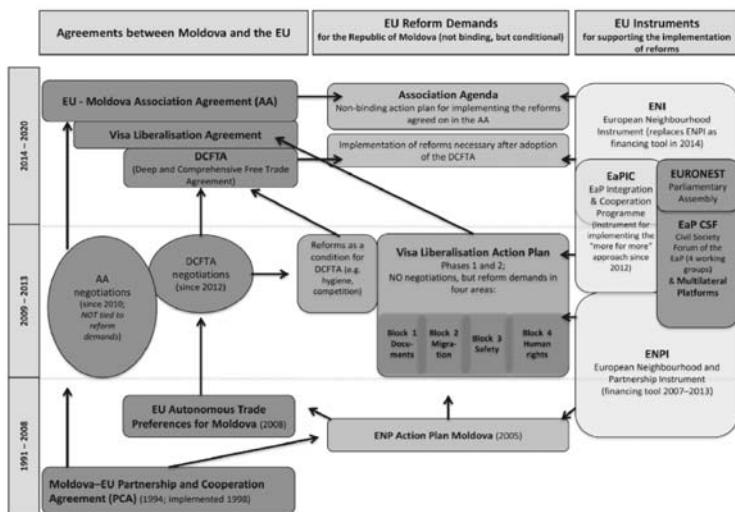 Agreements between Moldova and the EU
EU Reform Demands
for the Republic of Moldova (not binding, but conditional)
EU Instruments
for supporting the implementation
of reforms
2014 – 2020
EU - Moldova Association Agreement (AA)
Visa Liberalisation Agreement
DCFTA
(Deep and Comprehensive Free Trade
Agreement)
Association Agenda
Non-binding action plan for implementing the reforms
agreed on in the AA
Implementation of reforms necessary after adoption
of the DCFTA
ENI
European Neighbourhood
Instrument (replaces ENPI as
financing tool in 2014)
EaPIC
EaP Integration
& Cooperation
Programme
(instrument for
implementing the
"more for more"
approach since
2012)
EURONEST
Parliamentary
Assembly
EaP CSF
Civil Society
Forum of the
EaP (4 working
groups)
& Multilateral
Platforms
2009 – 2013
AA
negotiations
(since 2010;
NOT tied to
reform
demands)
DCFTA
negotiations
(since 2012)
Reforms as a
condition for
DCFTA (e.g.
hygiene,
competition)
Visa Liberalisation Action Plan
Phases 1 and 2;
NO negotiations, but reform demands in
four areas:
Block 1
Docu-
ments
Block 2
Migra-
tion
Block 3
Safety
Block 4
Human
rights
ENPI
European Neighbourhood and
Partnership Instrument
(financing tool 2007–2013)
1991 – 2008
EU Autonomous Trade
Preferences for Moldova (2008)
ENP Action Plan Moldova (2005)
Moldova–EU Partnership and Cooperation
Agreement (PCA) (1994; implemented 1998)